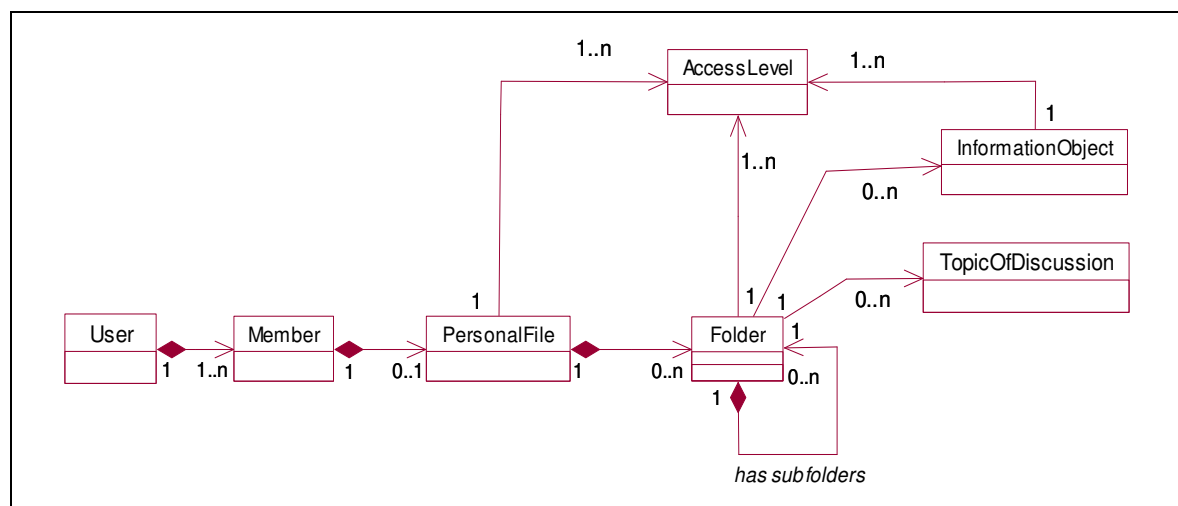 1..n
AccessLevel
1..n
1
InformationObject
1..n
0..n
TopicOfDiscussion
0..n
1
1
1
User
Member
PersonalFile
Folder
1
1
1..n
1
0..1
1
0..n
0..n
1
has subfolders